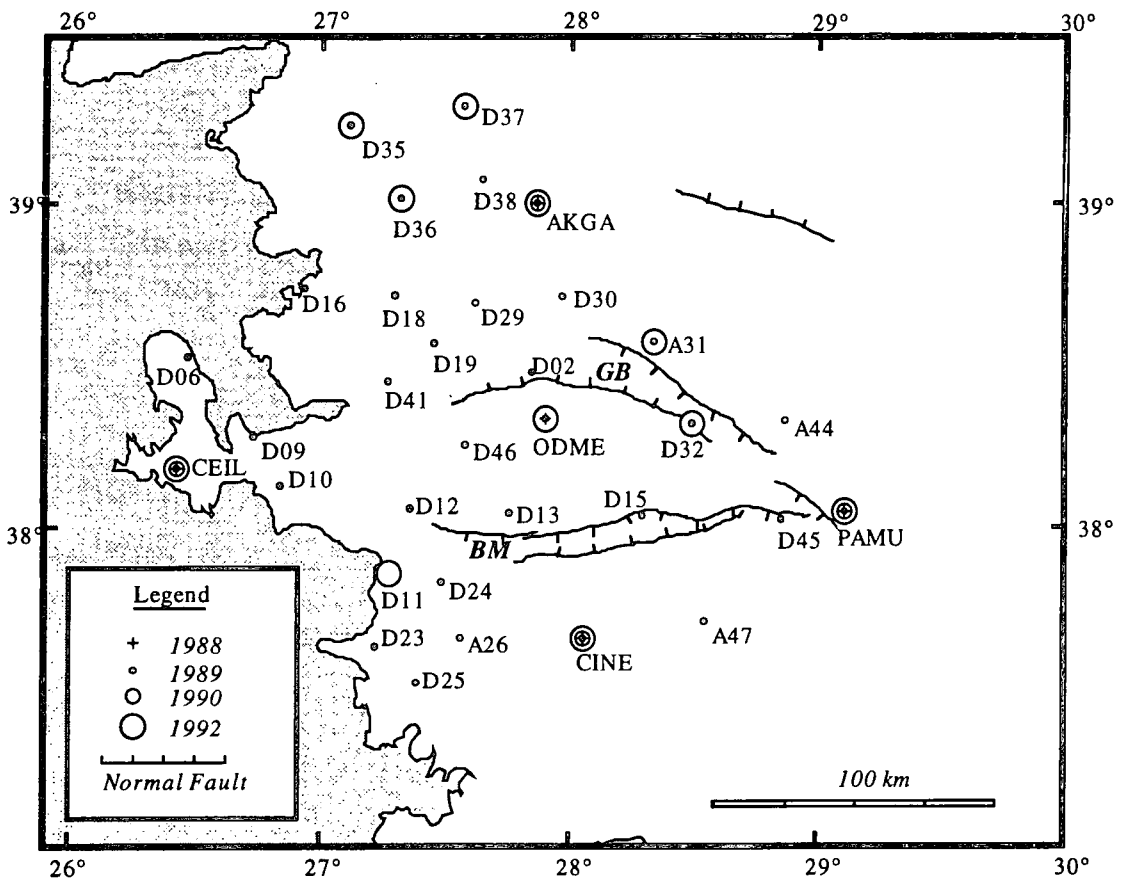 26° 27° 28° 29° 30°
D37
D35
39° D38 39°
D36 AKGA
D16 D18 D29 D30
D19 D02 A31
D06 GB
D41
D46 ODME D32 A44
D09
CEIL D10
D12 D13 D15
38° BM D45 PAMU 38°
D11 D24
D23 A26 CINE A47
D25
Legend
1988
1989
1990
1992
Normal Fault
100 km
26° 27 28° 29° 30°